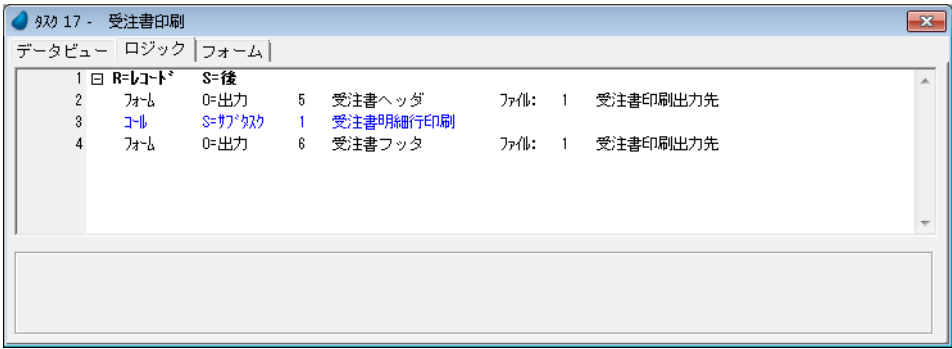 ﾀｽｸ 17 - 受注書印刷
データビュー ロジック フォーム
1 R=ﾚｺｰﾄﾞ S=後
2 ﾌｫｰﾑ O=出力 5 受注書ヘッダ ﾌｧｲﾙ: 1 受注書印刷出力先
3 ｺｰﾙ S=ｻﾌﾞﾀｽｸ 1 受注書明細行印刷
4 ﾌｫｰﾑ O=出力 6 受注書フッタ ﾌｧｲﾙ: 1 受注書印刷出力先